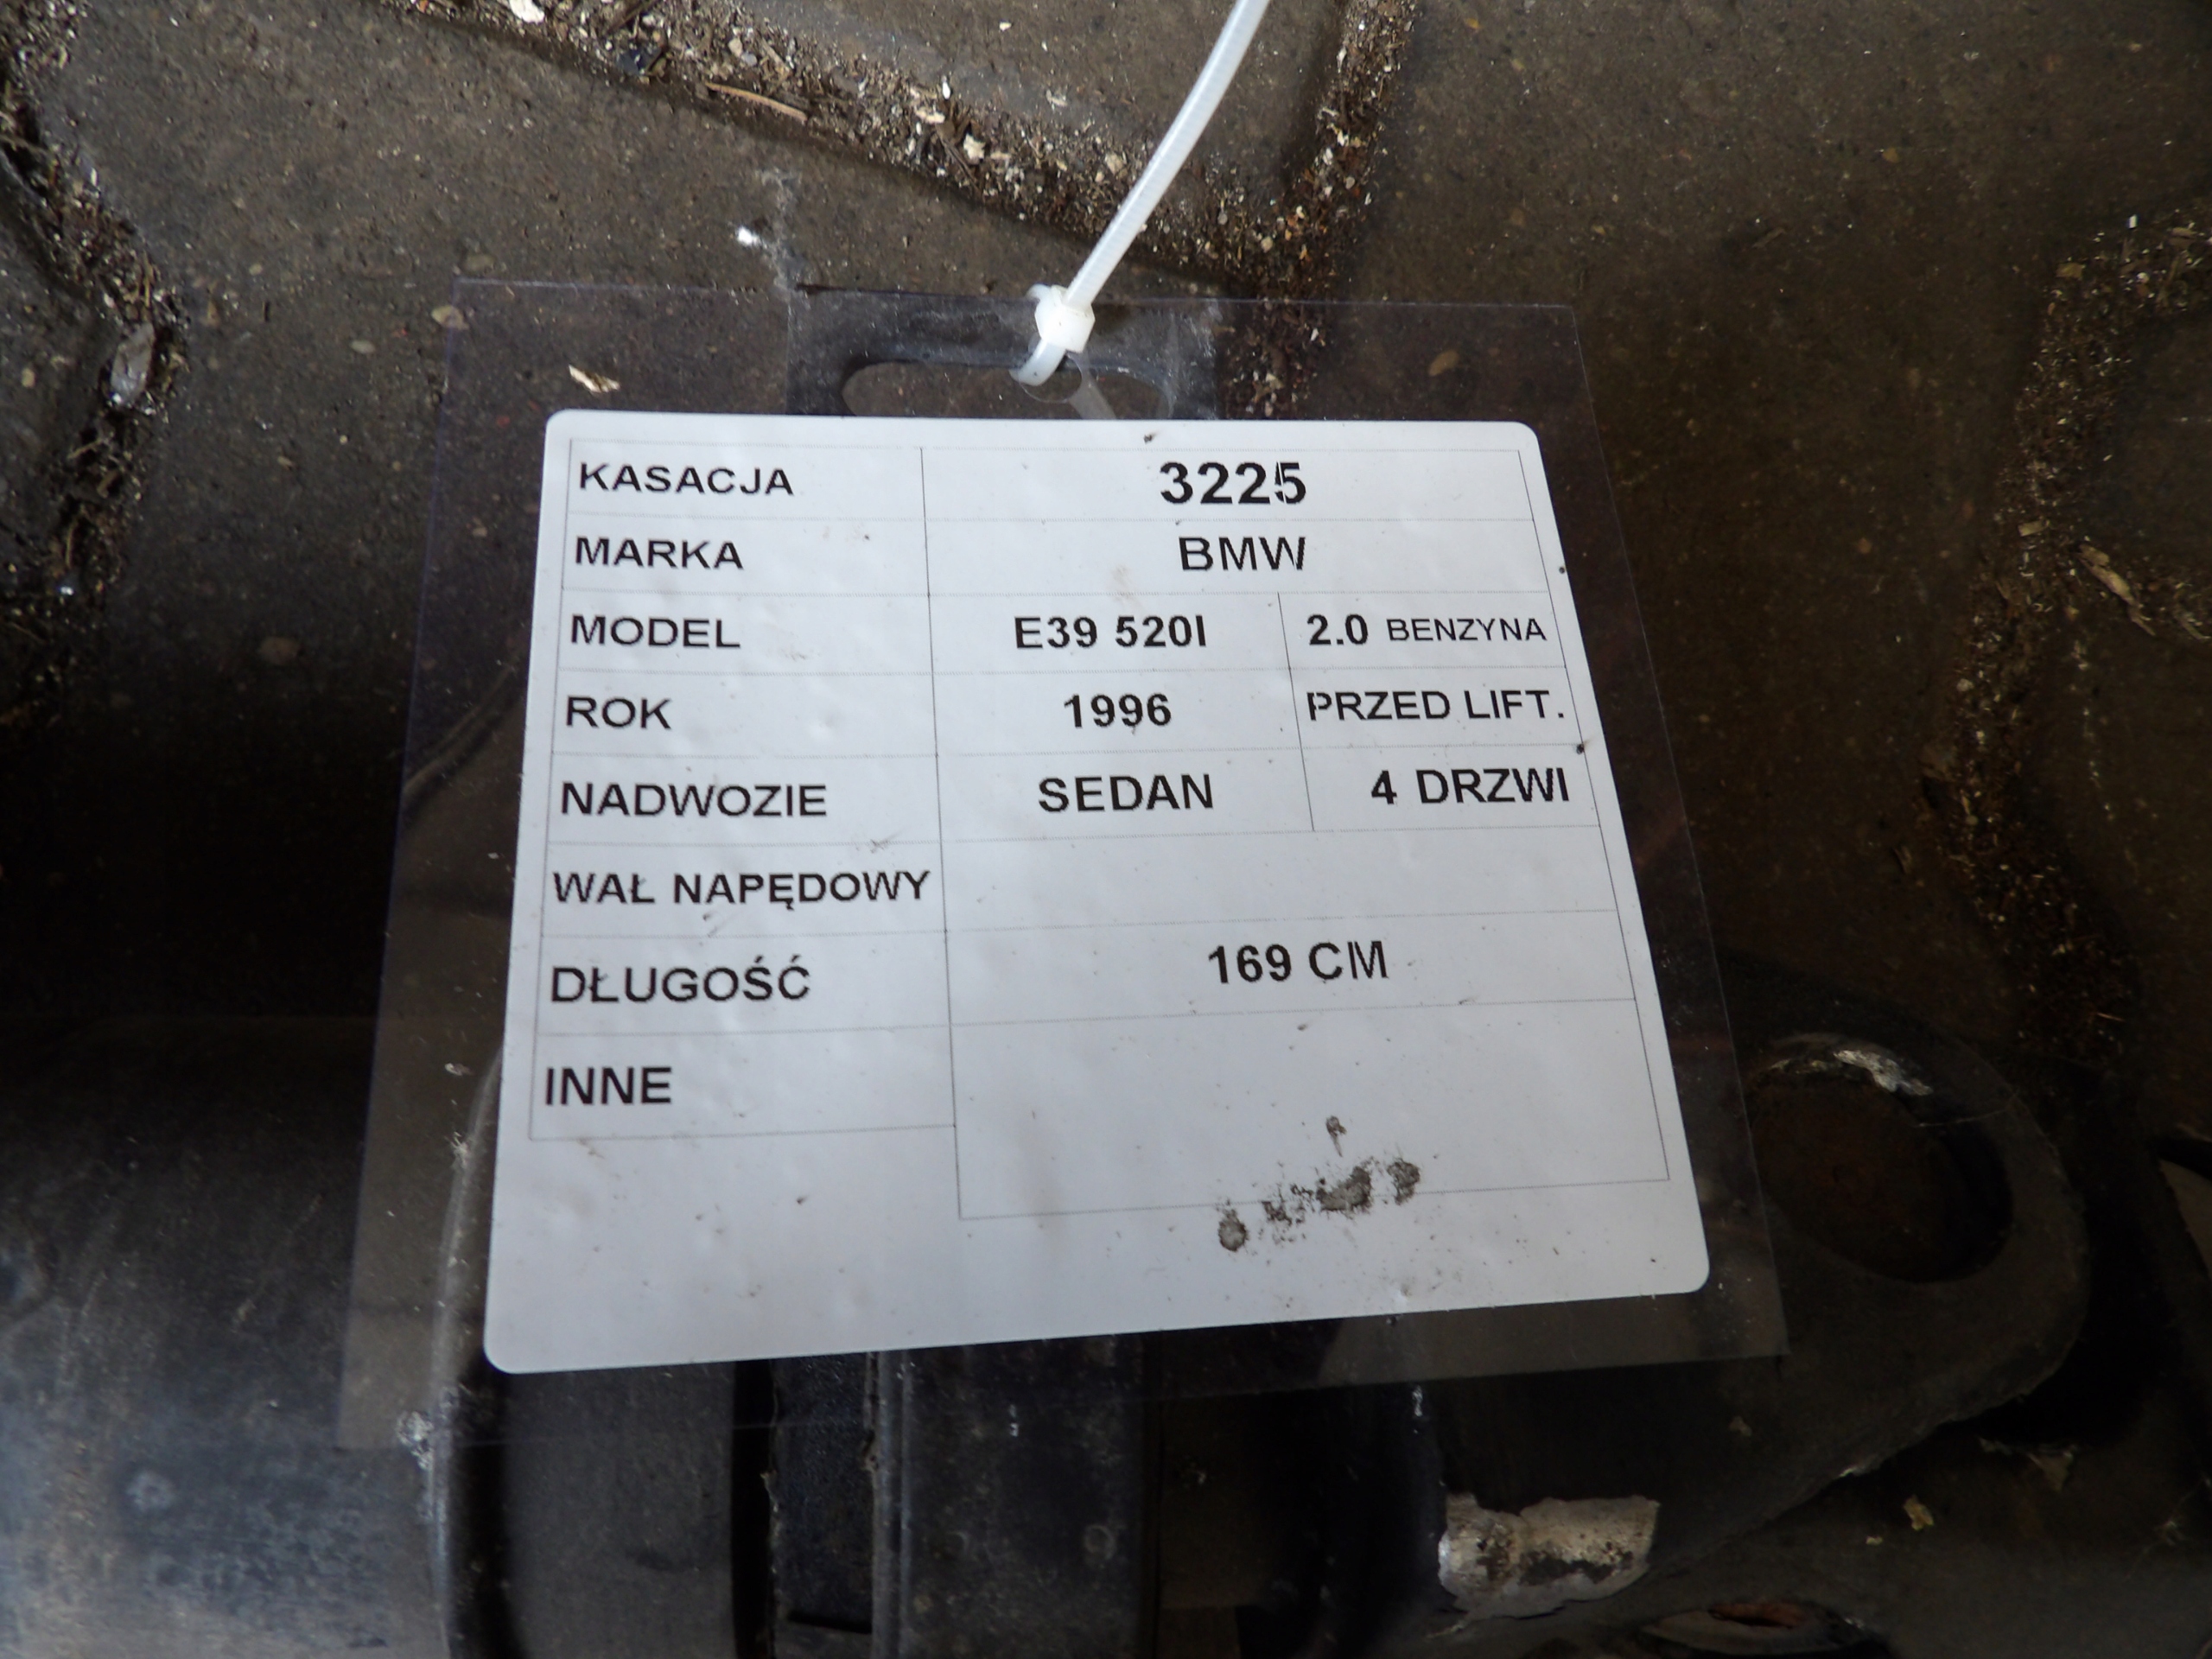 KASACJA 3225
MARKA BMW
MODEL E39 520I 2.0 BENZYNA
ROK 1996 PRZED LIFT.
NADWOZIE SEDAN 4 DRZWI
WAŁ NAPĘDOWY
DŁUGOŚĆ 169 CM
INNE